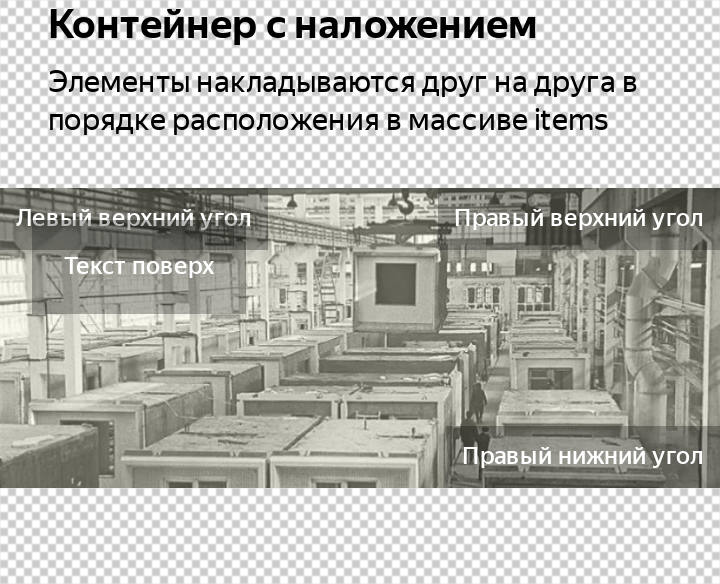 Контейнер с наложением
Элементы накладываются друг на друга в
порядке расположения в массиве items
Левый верхний угол
Правый верхний угол
Текст поверх
Правый нижний угол